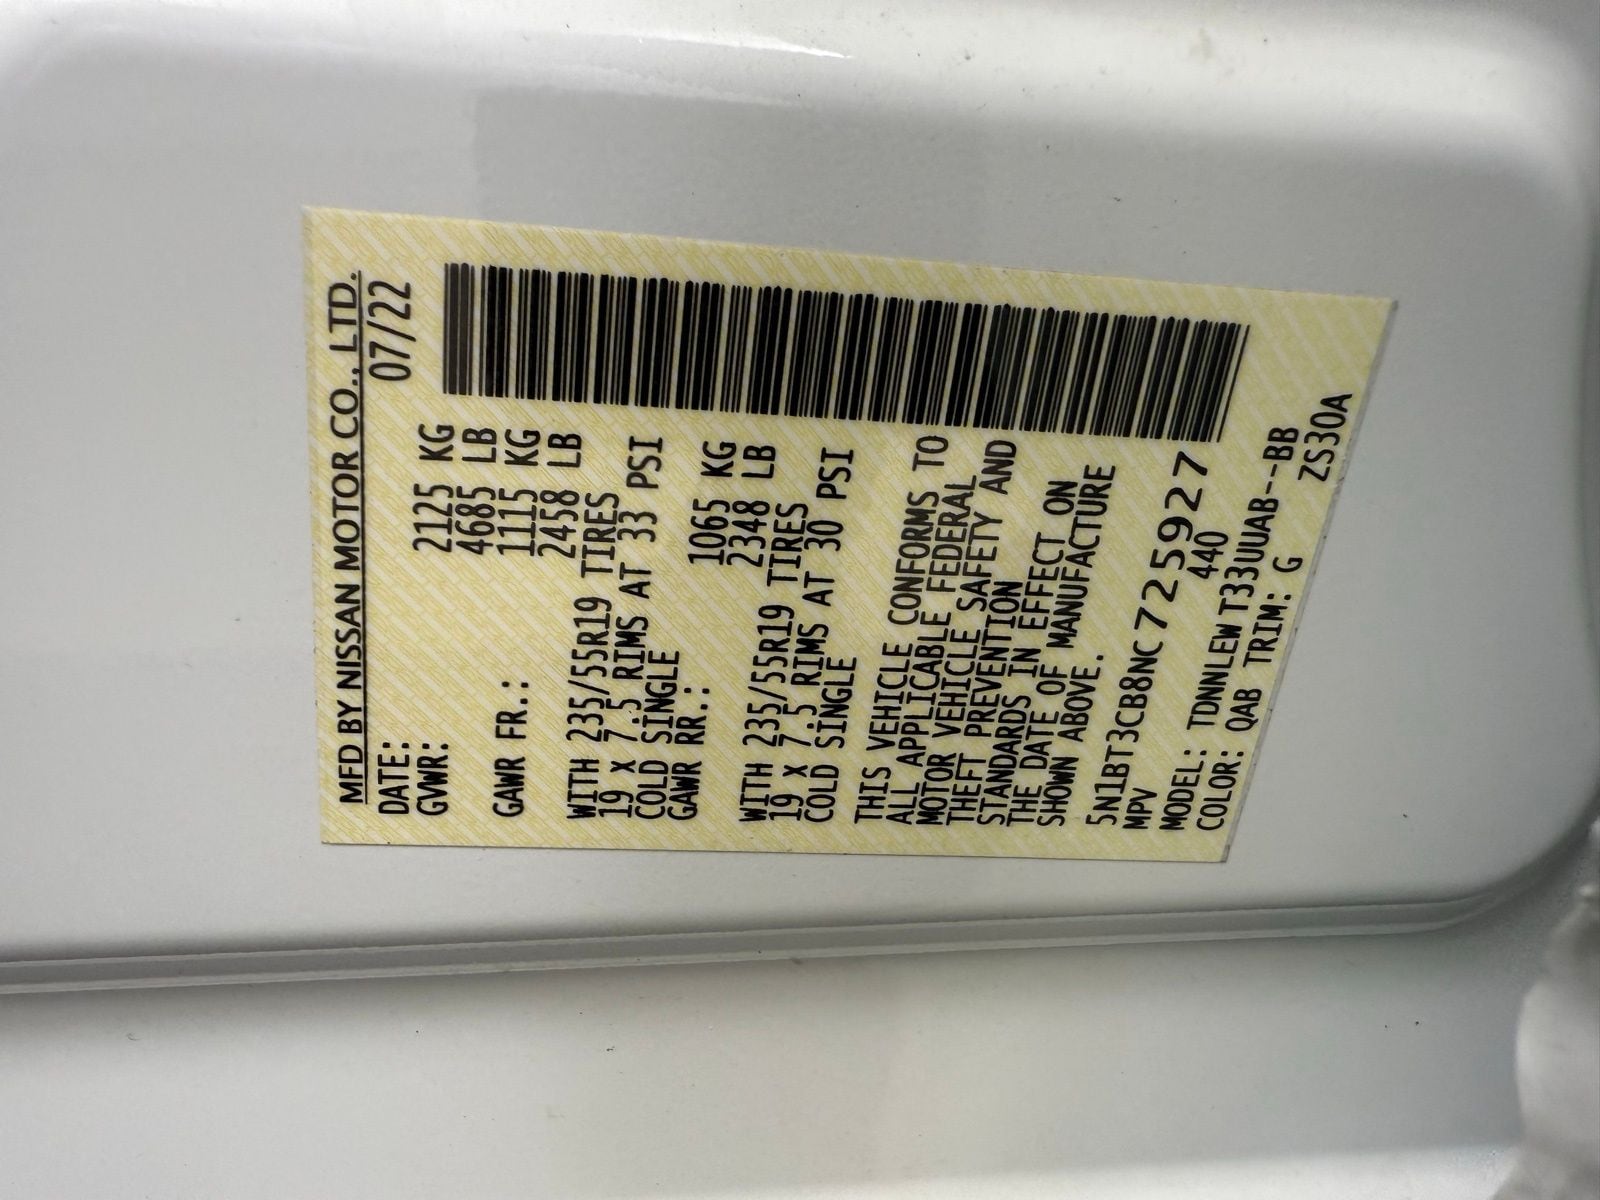 MFD BY NISSAN MOTOR CO., LTD.
DATE: 07/22
GVWR: 2125 KG
4685 LB
GAWR FR.: 1115 KG
2458 LB
WITH 235/55R19 TIRES
19 X 7.5 RIMS AT 33 PSI
COLD SINGLE
GAWR RR.: 1065 KG
2348 LB
WITH 235/55R19 TIRES
19 X 7.5 RIMS AT 30 PSI
COLD SINGLE
THIS VEHICLE CONFORMS TO
ALL APPLICABLE FEDERAL
MOTOR VEHICLE SAFETY AND
THEFT PREVENTION
STANDARDS IN EFFECT ON
THE DATE OF MANUFACTURE
SHOWN ABOVE.
5N1BT3CB8NC725927
MPV 440
MODEL: TDNNLEW T33UUAB--BB
COLOR: QAB TRIM: G ZS30A